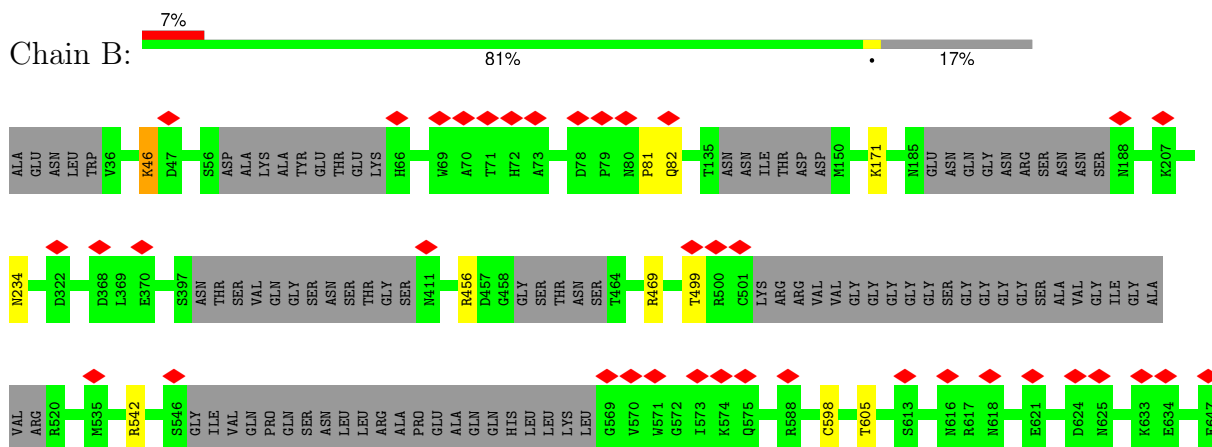 7%
Chain B:
81% • 17%
ALA GLU ASN LEU TRP V36 K46 D47 S56 ASP ALA LYS ALA TYR GLU THR GLU LYS H66 W69 A70 T71 H72 A73 D78 P79 N80 P81 Q82 T135 ASN ASN ILE THR ASP ASP M150 K171 N185 GLU ASN GLN GLY ASN ARG SER ASN ASN SER N188 K207
N234 D322 D368 L369 E370 S397 ASN THR SER VAL GLN GLY SER ASN SER THR GLY SER N411 R456 D457 G458 GLY SER THR ASN SER T464 R469 T499 R500 C501 LYS ARG ARG VAL VAL GLY GLY GLY GLY GLY SER GLY GLY GLY GLY SER ALA VAL GLY ILE GLY ALA
VAL ARG R520 M535 R542 S546 GLY ILE VAL GLN PRO GLN SER ASN LEU LEU ARG ALA PRO GLU ALA GLN GLN HIS LEU LEU LYS LEU G569 V570 W571 G572 I573 K574 Q575 R588 C598 T605 S613 N616 R617 N618 E621 D624 N625 K633 E634 E647